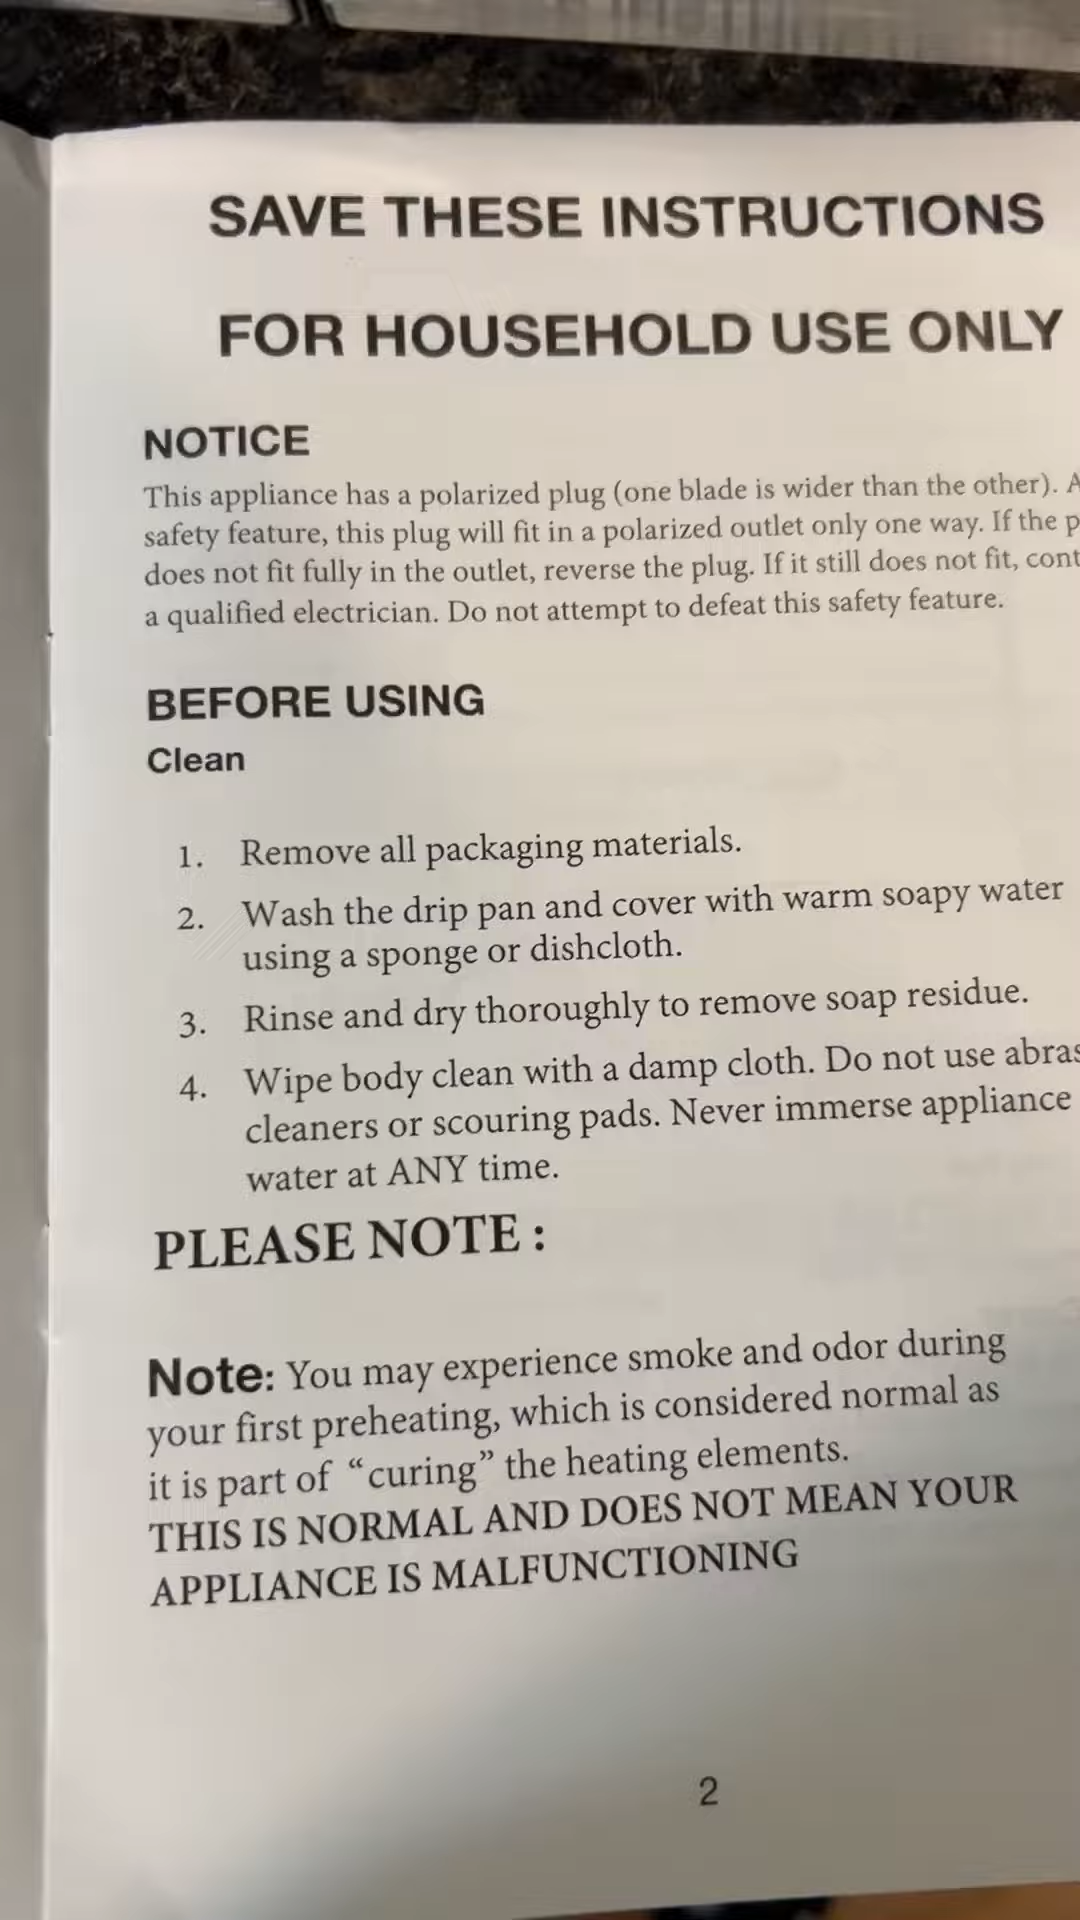 SAVE THESE INSTRUCTIONS
FOR HOUSEHOLD USE ONLY
NOTICE
This appliance has a polarized plug (one blade is wider than the other). A
safety feature, this plug will fit in a polarized outlet only one way. If the p
does not fit fully in the outlet, reverse the plug. If it still does not fit, cont
a qualified electrician. Do not attempt to defeat this safety feature.
BEFORE USING
Clean
1. Remove all packaging materials.
2. Wash the drip pan and cover with warm soapy water
using a sponge or dishcloth.
3. Rinse and dry thoroughly to remove soap residue.
4. Wipe body clean with a damp cloth. Do not use abras
cleaners or scouring pads. Never immerse appliance
water at ANY time.
PLEASE NOTE :
Note: You may experience smoke and odor during
your first preheating, which is considered normal as
it is part of “curing” the heating elements.
THIS IS NORMAL AND DOES NOT MEAN YOUR
APPLIANCE IS MALFUNCTIONING
2